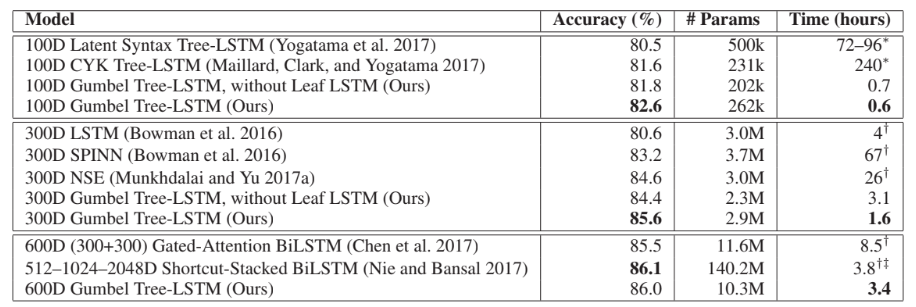 Model Accuracy (%) # Params Time (hours)
100D Latent Syntax Tree-LSTM (Yogatama et al. 2017) 80.5 500k 72–96*
100D CYK Tree-LSTM (Maillard, Clark, and Yogatama 2017) 81.6 231k 240*
100D Gumbel Tree-LSTM, without Leaf LSTM (Ours) 81.8 202k 0.7
100D Gumbel Tree-LSTM (Ours) 82.6 262k 0.6
300D LSTM (Bowman et al. 2016) 80.6 3.0M 4†
300D SPINN (Bowman et al. 2016) 83.2 3.7M 67†
300D NSE (Munkhdalai and Yu 2017a) 84.6 3.0M 26†
300D Gumbel Tree-LSTM, without Leaf LSTM (Ours) 84.4 2.3M 3.1
300D Gumbel Tree-LSTM (Ours) 85.6 2.9M 1.6
600D (300+300) Gated-Attention BiLSTM (Chen et al. 2017) 85.5 11.6M 8.5†
512–1024–2048D Shortcut-Stacked BiLSTM (Nie and Bansal 2017) 86.1 140.2M 3.8†‡
600D Gumbel Tree-LSTM (Ours) 86.0 10.3M 3.4